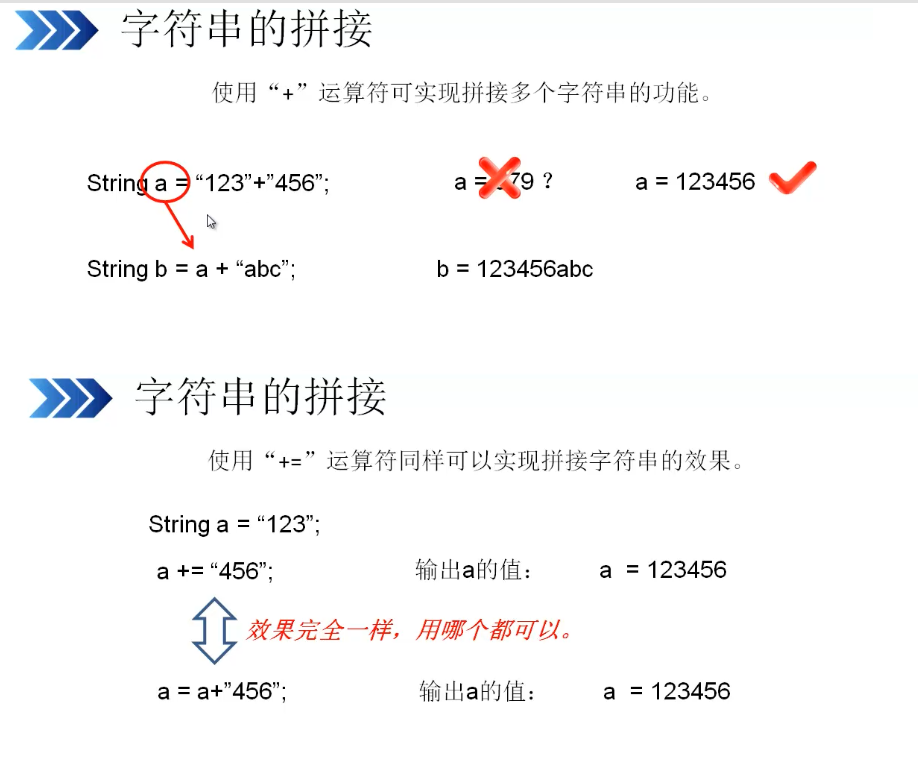 字符串的拼接
使用“+”运算符可实现拼接多个字符串的功能。
String a = “123”+”456”; a = 79 ? a = 123456
String b = a + “abc”; b = 123456abc
字符串的拼接
使用“+=”运算符同样可以实现拼接字符串的效果。
String a = “123”;
a += “456”; 输出a的值： a = 123456
效果完全一样，用哪个都可以。
a = a+”456”; 输出a的值： a = 123456